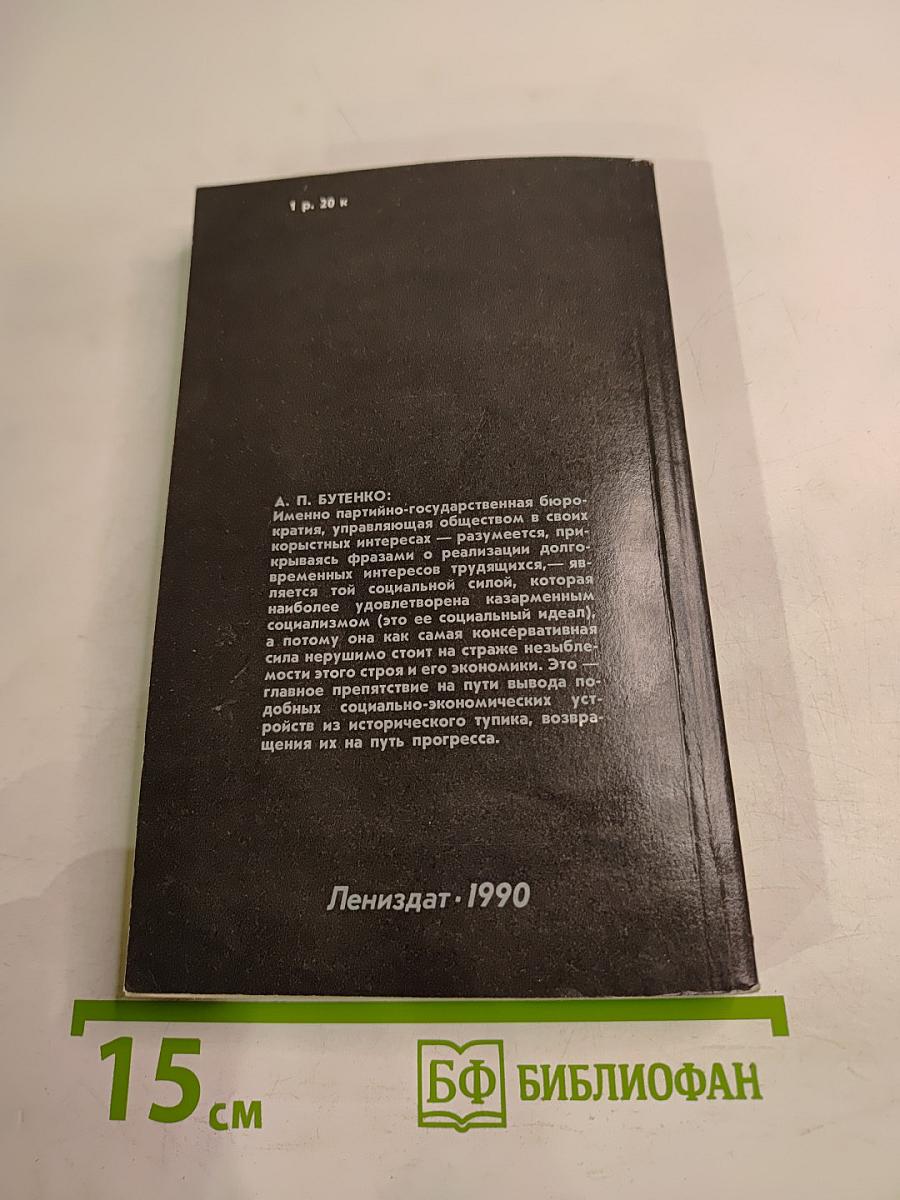 1 р. 20 к
А. П. БУТЕНКО:
Именно партийно-государственная бюро-
кратия, управляющая обществом в своих
корыстных интересах — разумеется, при-
крываясь фразами о реализации долго-
временных интересов трудящихся,— яв-
ляется той социальной силой, которая
наиболее удовлетворена казарменным
социализмом (это ее социальный идеал),
а потому она как самая консервативная
сила нерушимо стоит на страже незыбле-
мости этого строя и его экономики. Это —
главное препятствие на пути вывода по-
добных социально-экономических уст-
ройств из исторического тупика, возвра-
щения их на путь прогресса.
Лениздат · 1990
15 см
БФ БИБЛИОФАН